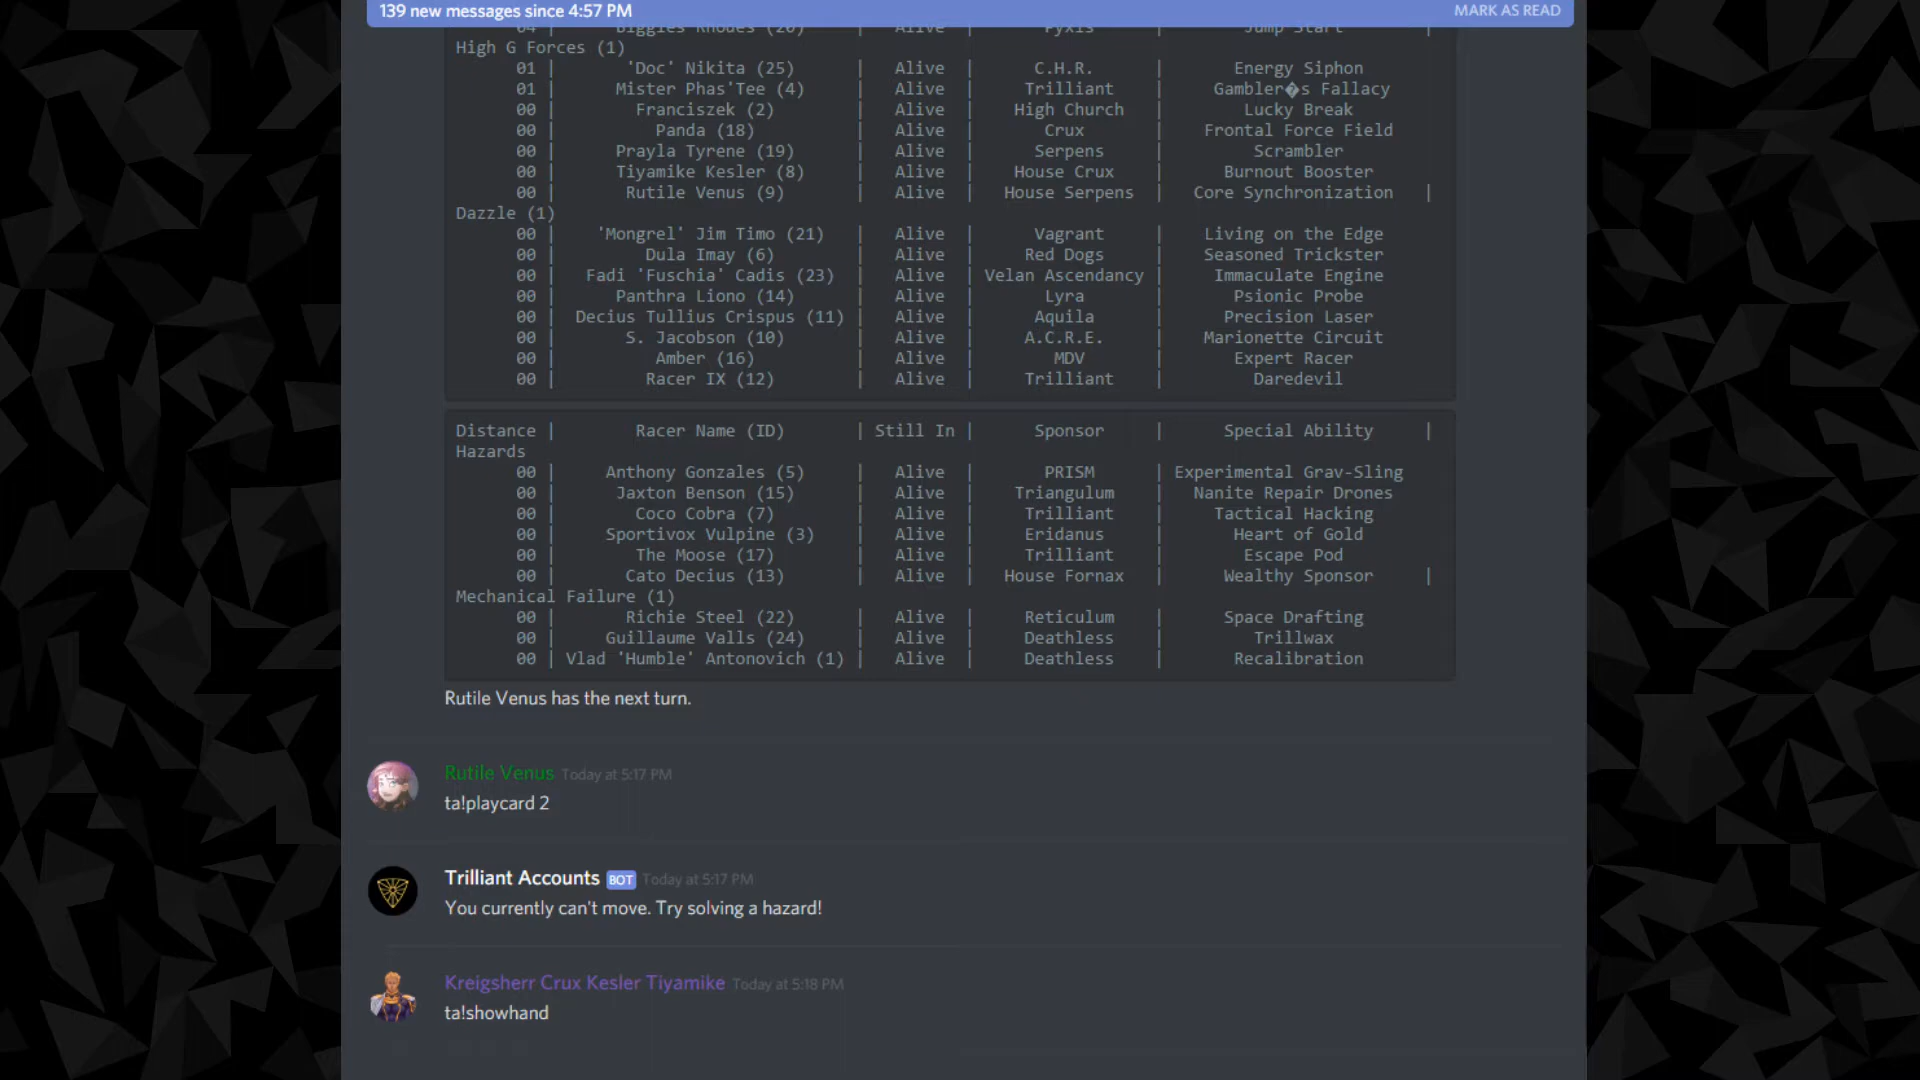 139 new messages since 4:57 PM MARK AS READ
04 | Biggles Rhodes (20) | Alive | Pyxis | Jump Start |
High G Forces (1)
01 | 'Doc' Nikita (25) | Alive | C.H.R. | Energy Siphon
01 | Mister Phas'Tee (4) | Alive | Trilliant | Gambler�s Fallacy
00 | Franciszek (2) | Alive | High Church | Lucky Break
00 | Panda (18) | Alive | Crux | Frontal Force Field
00 | Prayla Tyrene (19) | Alive | Serpens | Scrambler
00 | Tiyamike Kesler (8) | Alive | House Crux | Burnout Booster
00 | Rutile Venus (9) | Alive | House Serpens | Core Synchronization |
Dazzle (1)
00 | 'Mongrel' Jim Timo (21) | Alive | Vagrant | Living on the Edge
00 | Dula Imay (6) | Alive | Red Dogs | Seasoned Trickster
00 | Fadi 'Fuschia' Cadis (23) | Alive | Velan Ascendancy | Immaculate Engine
00 | Panthra Liono (14) | Alive | Lyra | Psionic Probe
00 | Decius Tullius Crispus (11) | Alive | Aquila | Precision Laser
00 | S. Jacobson (10) | Alive | A.C.R.E. | Marionette Circuit
00 | Amber (16) | Alive | MDV | Expert Racer
00 | Racer IX (12) | Alive | Trilliant | Daredevil
Distance | Racer Name (ID) | Still In | Sponsor | Special Ability |
Hazards
00 | Anthony Gonzales (5) | Alive | PRISM | Experimental Grav-Sling
00 | Jaxton Benson (15) | Alive | Triangulum | Nanite Repair Drones
00 | Coco Cobra (7) | Alive | Trilliant | Tactical Hacking
00 | Sportivox Vulpine (3) | Alive | Eridanus | Heart of Gold
00 | The Moose (17) | Alive | Trilliant | Escape Pod
00 | Cato Decius (13) | Alive | House Fornax | Wealthy Sponsor |
Mechanical Failure (1)
00 | Richie Steel (22) | Alive | Reticulum | Space Drafting
00 | Guillaume Valls (24) | Alive | Deathless | Trillwax
00 | Vlad 'Humble' Antonovich (1) | Alive | Deathless | Recalibration
Rutile Venus has the next turn.
Rutile Venus Today at 5:17 PM
ta!playcard 2
Trilliant Accounts BOT Today at 5:17 PM
You currently can't move. Try solving a hazard!
Kreigsherr Crux Kesler Tiyamike Today at 5:18 PM
ta!showhand